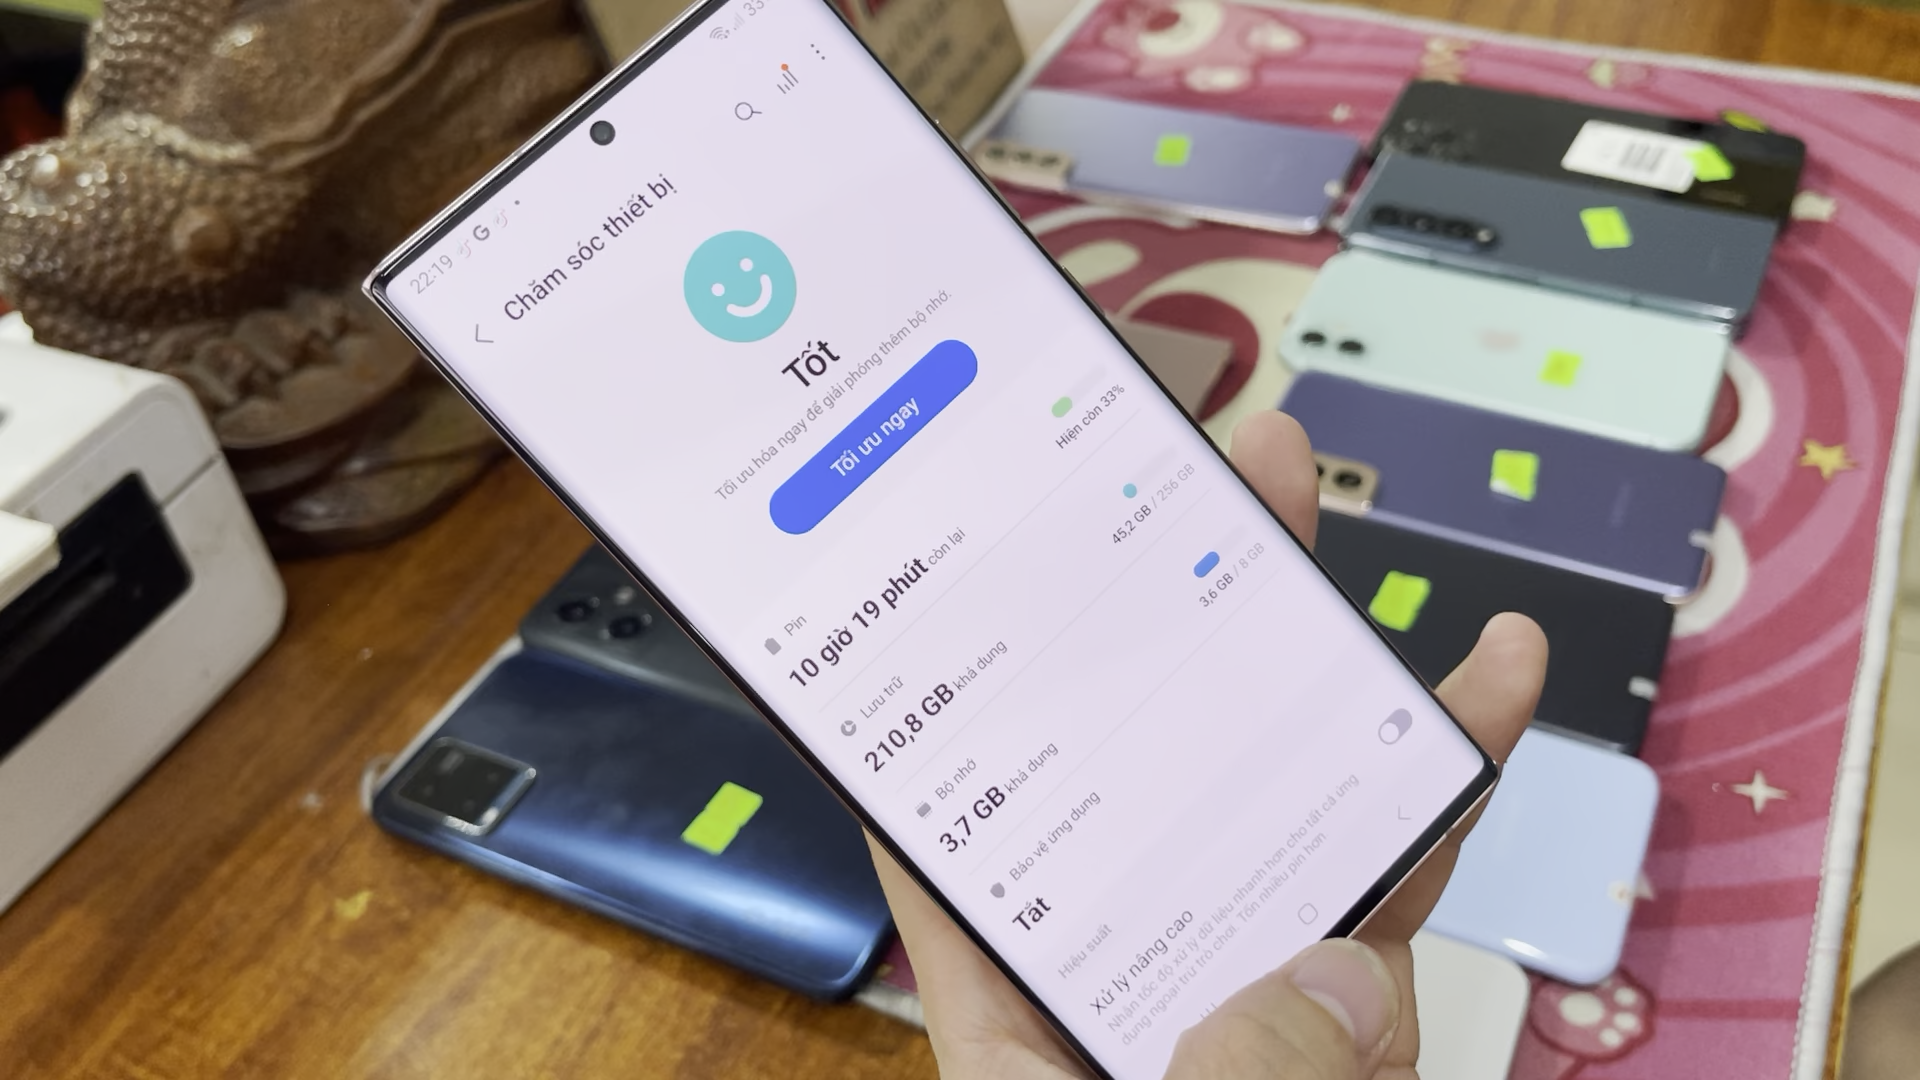 22:19
G
33
Chăm sóc thiết bị
Tốt
Tối ưu hóa ngay để giải phóng thêm bộ nhớ.
Tối ưu ngay
Pin
10 giờ 19 phút còn lại
Hiện còn 33%
Lưu trữ
210,8 GB khả dụng
45,2 GB / 256 GB
Bộ nhớ
3,7 GB khả dụng
3,6 GB / 8 GB
Bảo vệ ứng dụng
Tắt
Hiệu suất
Xử lý nâng cao
Nhận tốc độ xử lý dữ liệu nhanh hơn cho tất cả ứng
dụng ngoại trừ trò chơi. Tốn nhiều pin hơn